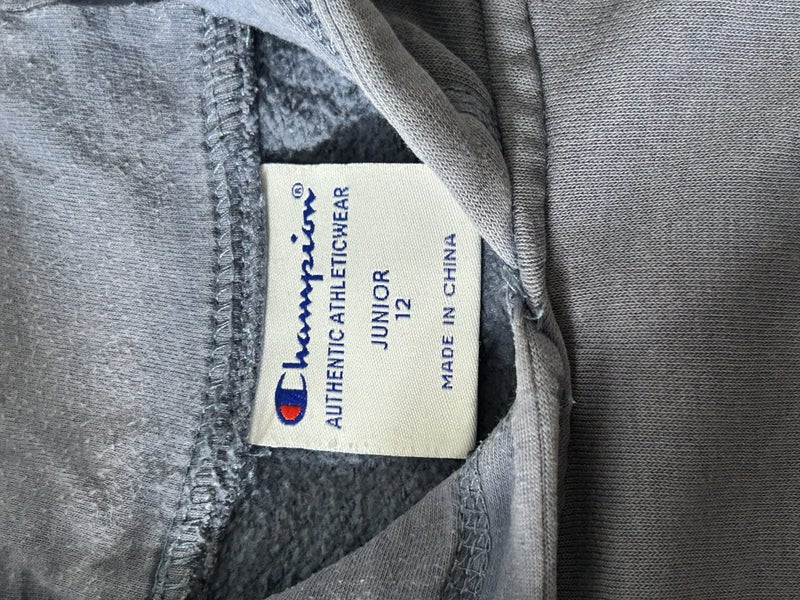 Champion®
AUTHENTIC ATHLETICWEAR
JUNIOR
12
MADE IN CHINA